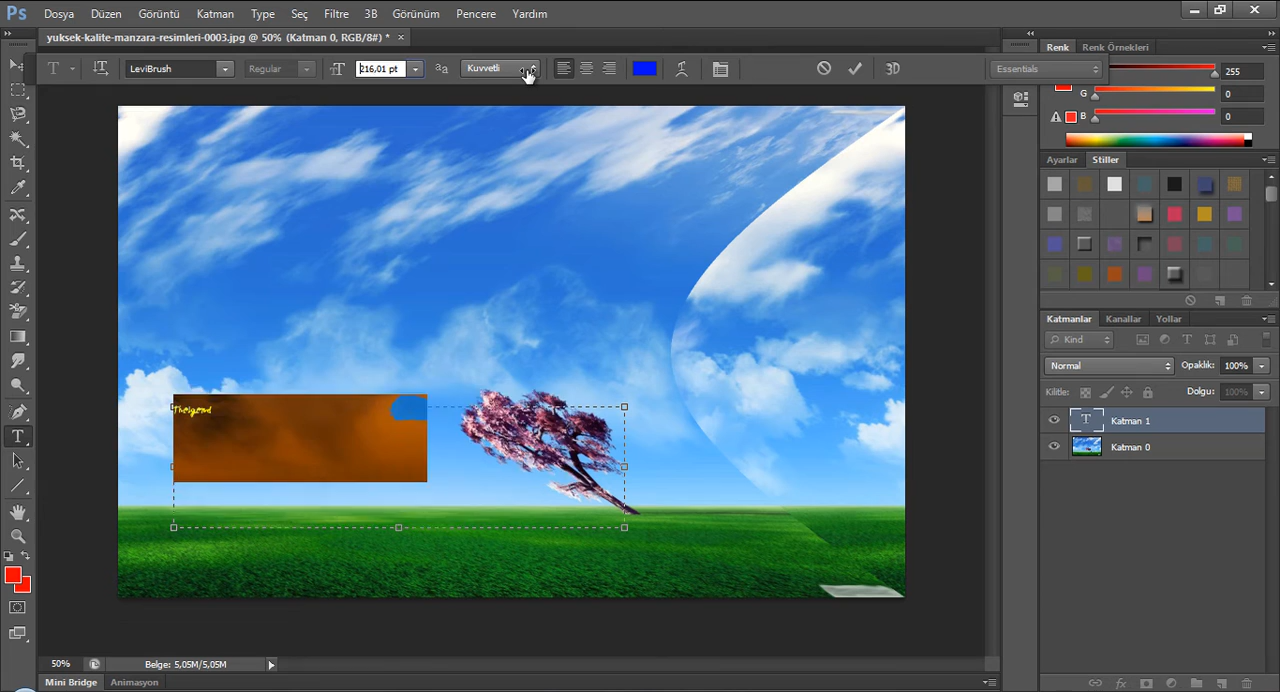 Ps Dosya Düzen Görüntü Katman Type Seç Filtre 3B Görünüm Pencere Yardım
yuksek-kalite-manzara-resimleri-0003.jpg @ 50% (Katman 0, RGB/8#) * ×
T LeviBrush Regular 216,01 pt aa Kuvvetli 3D Essentials
Renk Renk Örnekleri
255
G 0
B 0
Ayarlar Stiller
Katmanlar Kanallar Yollar
Kind
Normal Opaklık: 100%
Kilitle: Dolgu: 100%
T Katman 1
Katman 0
50% Belge: 5,05M/5,05M
Mini Bridge Animasyon